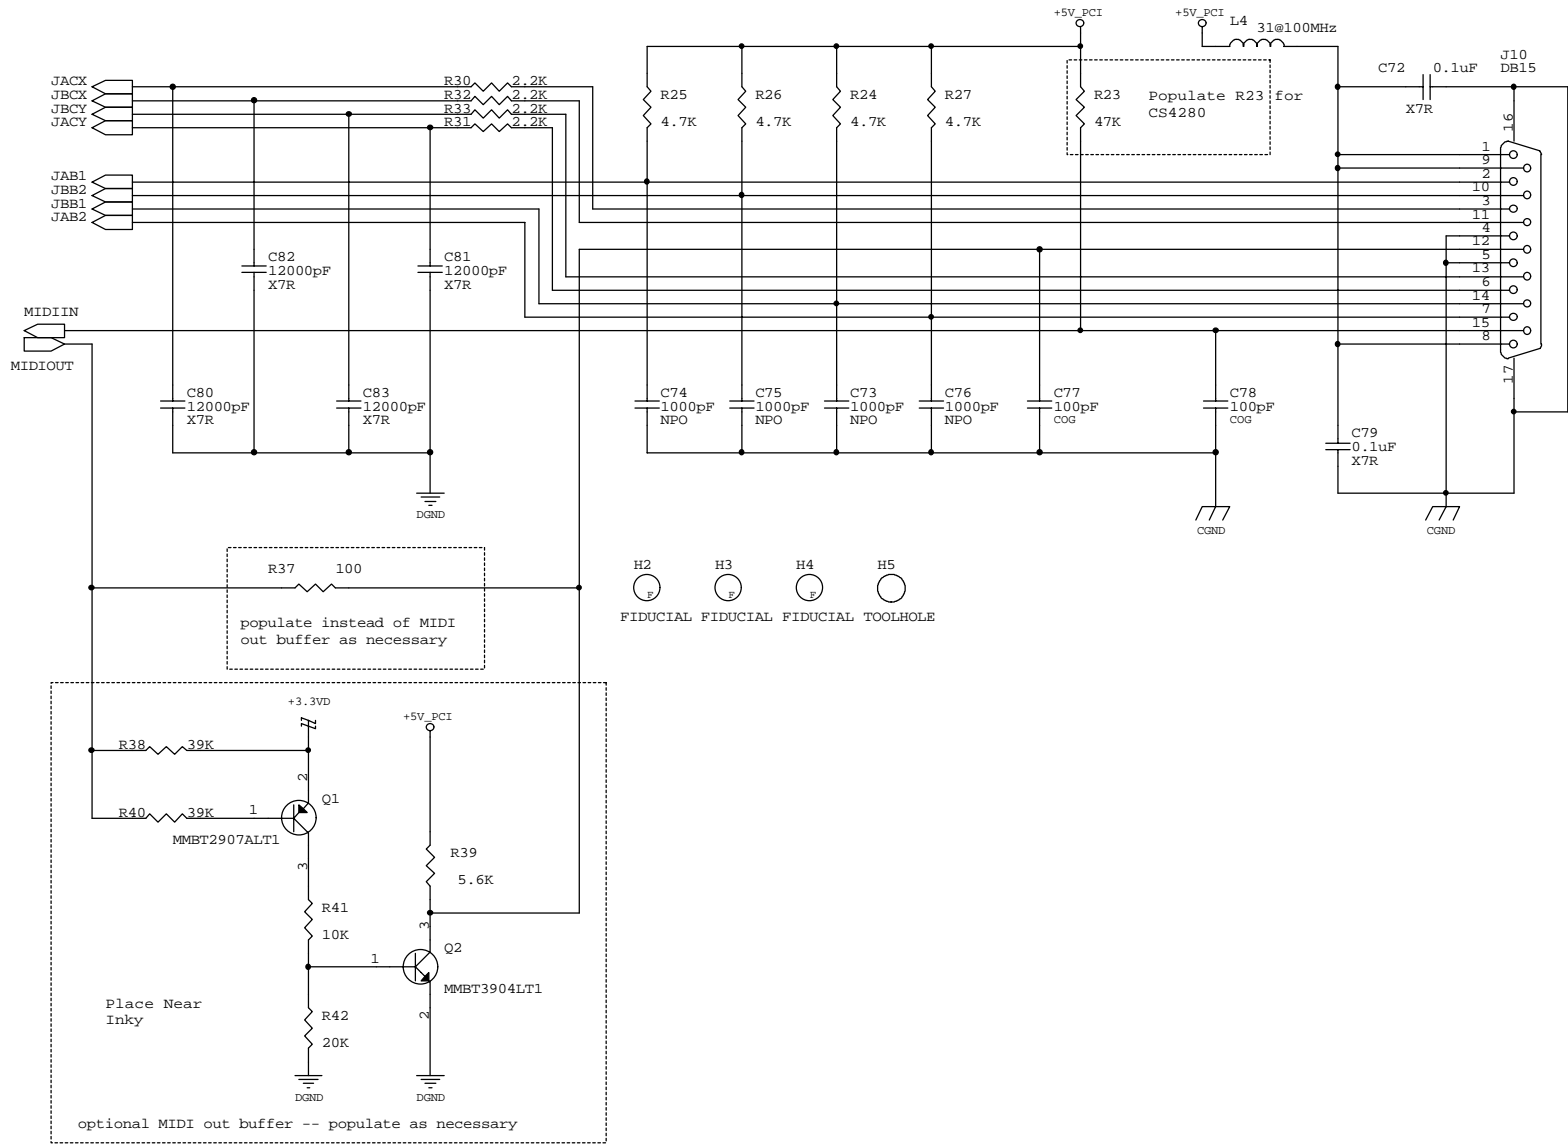 +5V_PCI
+5V_PCI
L4 31@100MHz
J10
DB15
C72 0.1uF
X7R
JACX
JBCX
JBCY
JACY
R30 2.2K
R32 2.2K
R33 2.2K
R31 2.2K
R25
4.7K
R26
4.7K
R24
4.7K
R27
4.7K
R23
47K
Populate R23 for
CS4280
16
1
9
2
10
3
11
4
12
5
13
6
14
7
15
8
17
JAB1
JBB2
JBB1
JAB2
C82
12000pF
X7R
C81
12000pF
X7R
MIDIIN
MIDIOUT
C80
12000pF
X7R
C83
12000pF
X7R
C74
1000pF
NPO
C75
1000pF
NPO
C73
1000pF
NPO
C76
1000pF
NPO
C77
100pF
COG
C78
100pF
COG
C79
0.1uF
X7R
DGND
CGND
CGND
R37 100
populate instead of MIDI
out buffer as necessary
H2
F
FIDUCIAL
H3
F
FIDUCIAL
H4
F
FIDUCIAL
H5
TOOLHOLE
+3.3VD
+5V_PCI
R38 39K
2
Q1
R40 39K
1
MMBT2907ALT1
3
R39
5.6K
R41
10K
3
Q2
1
MMBT3904LT1
2
Place Near
Inky
R42
20K
DGND
DGND
optional MIDI out buffer -- populate as necessary